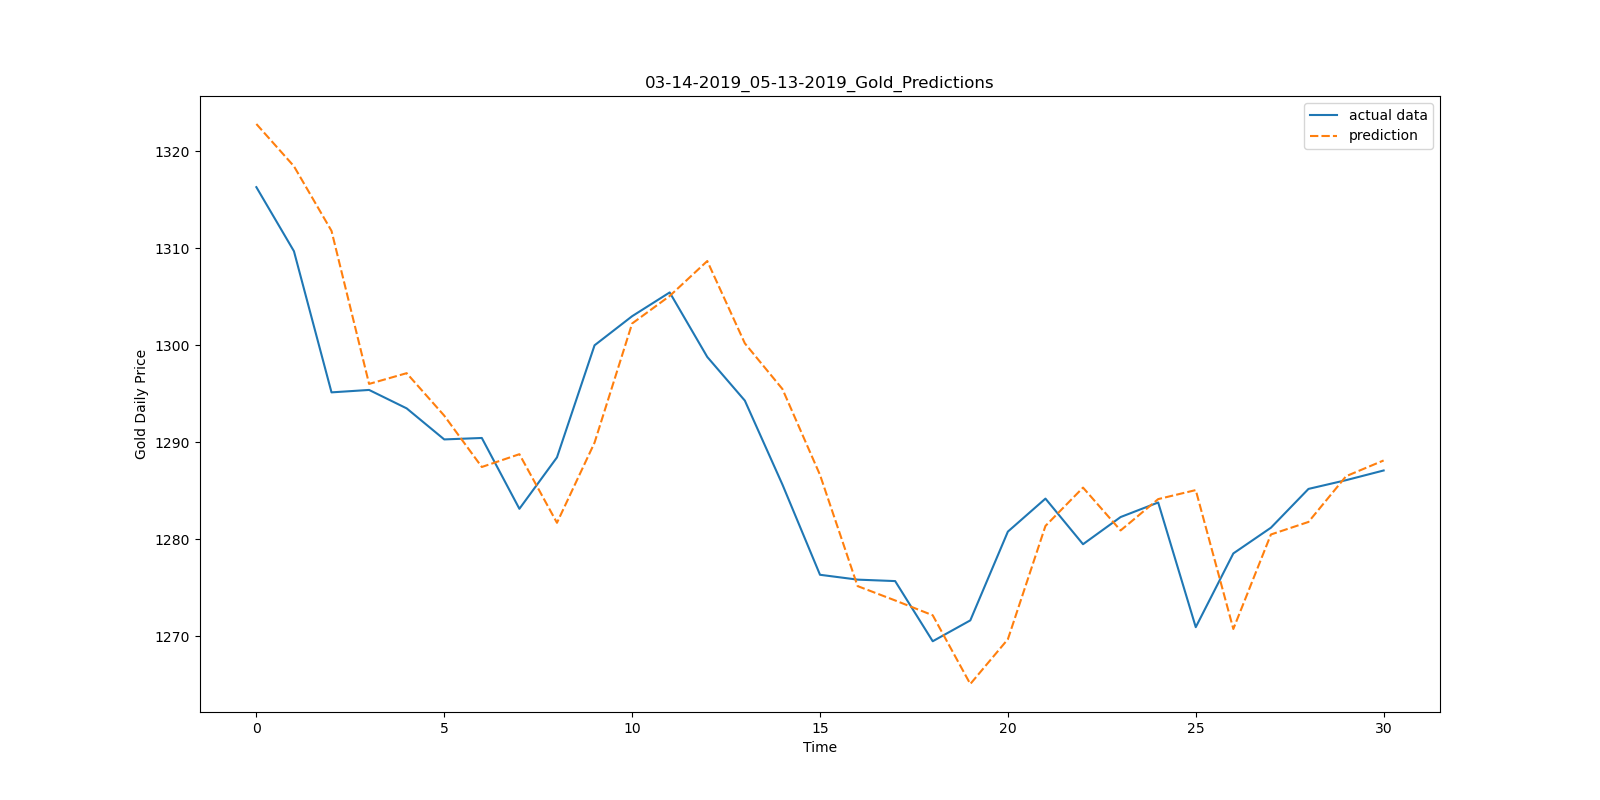 03-14-2019_05-13-2019_Gold_Predictions
actual data
prediction
1320
1310
1300
1290
1280
1270
Gold Daily Price
0 5 10 15 20 25 30
Time